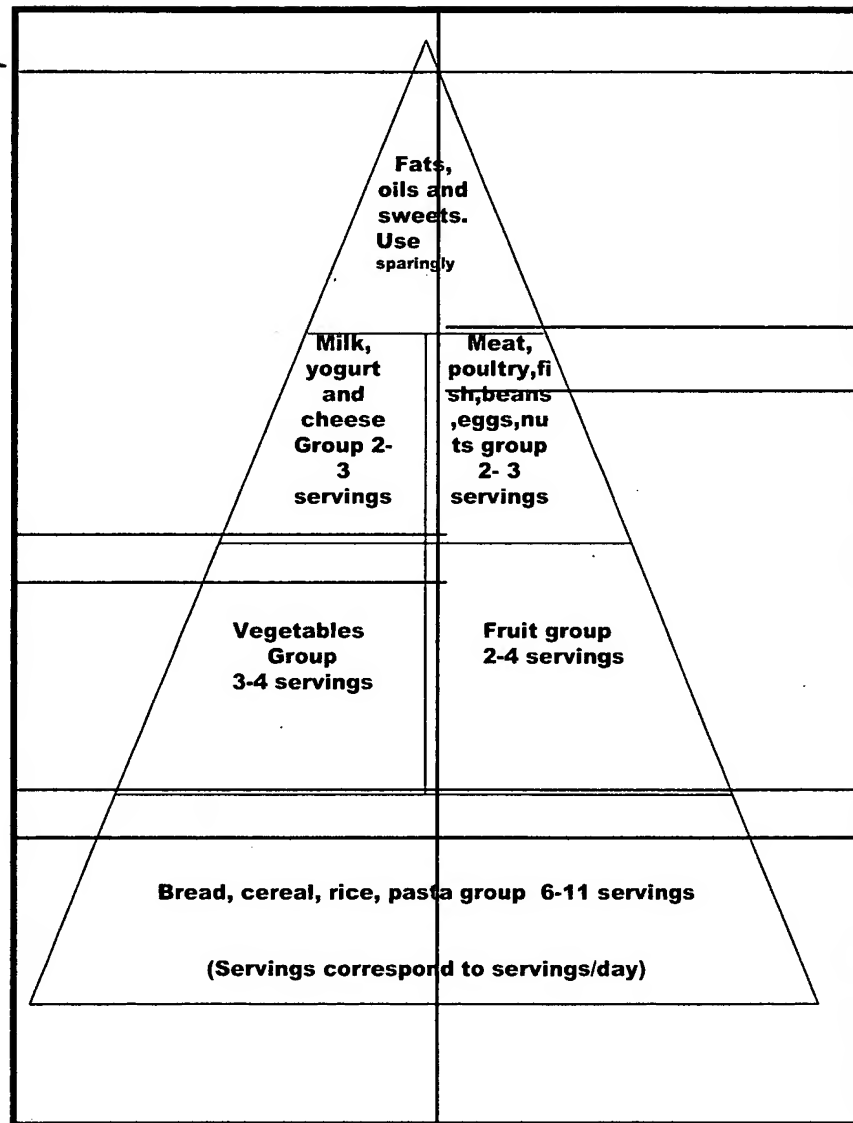 Fats,
oils and
sweets.
Use
sparingly
Milk,
yogurt
and
cheese
Group 2-
3
servings
Meat,
poultry,fi
sh,beans
,eggs,nu
ts group
2- 3
servings
Vegetables
Group
3-4 servings
Fruit group
2-4 servings
Bread, cereal, rice, pasta group 6-11 servings
(Servings correspond to servings/day)